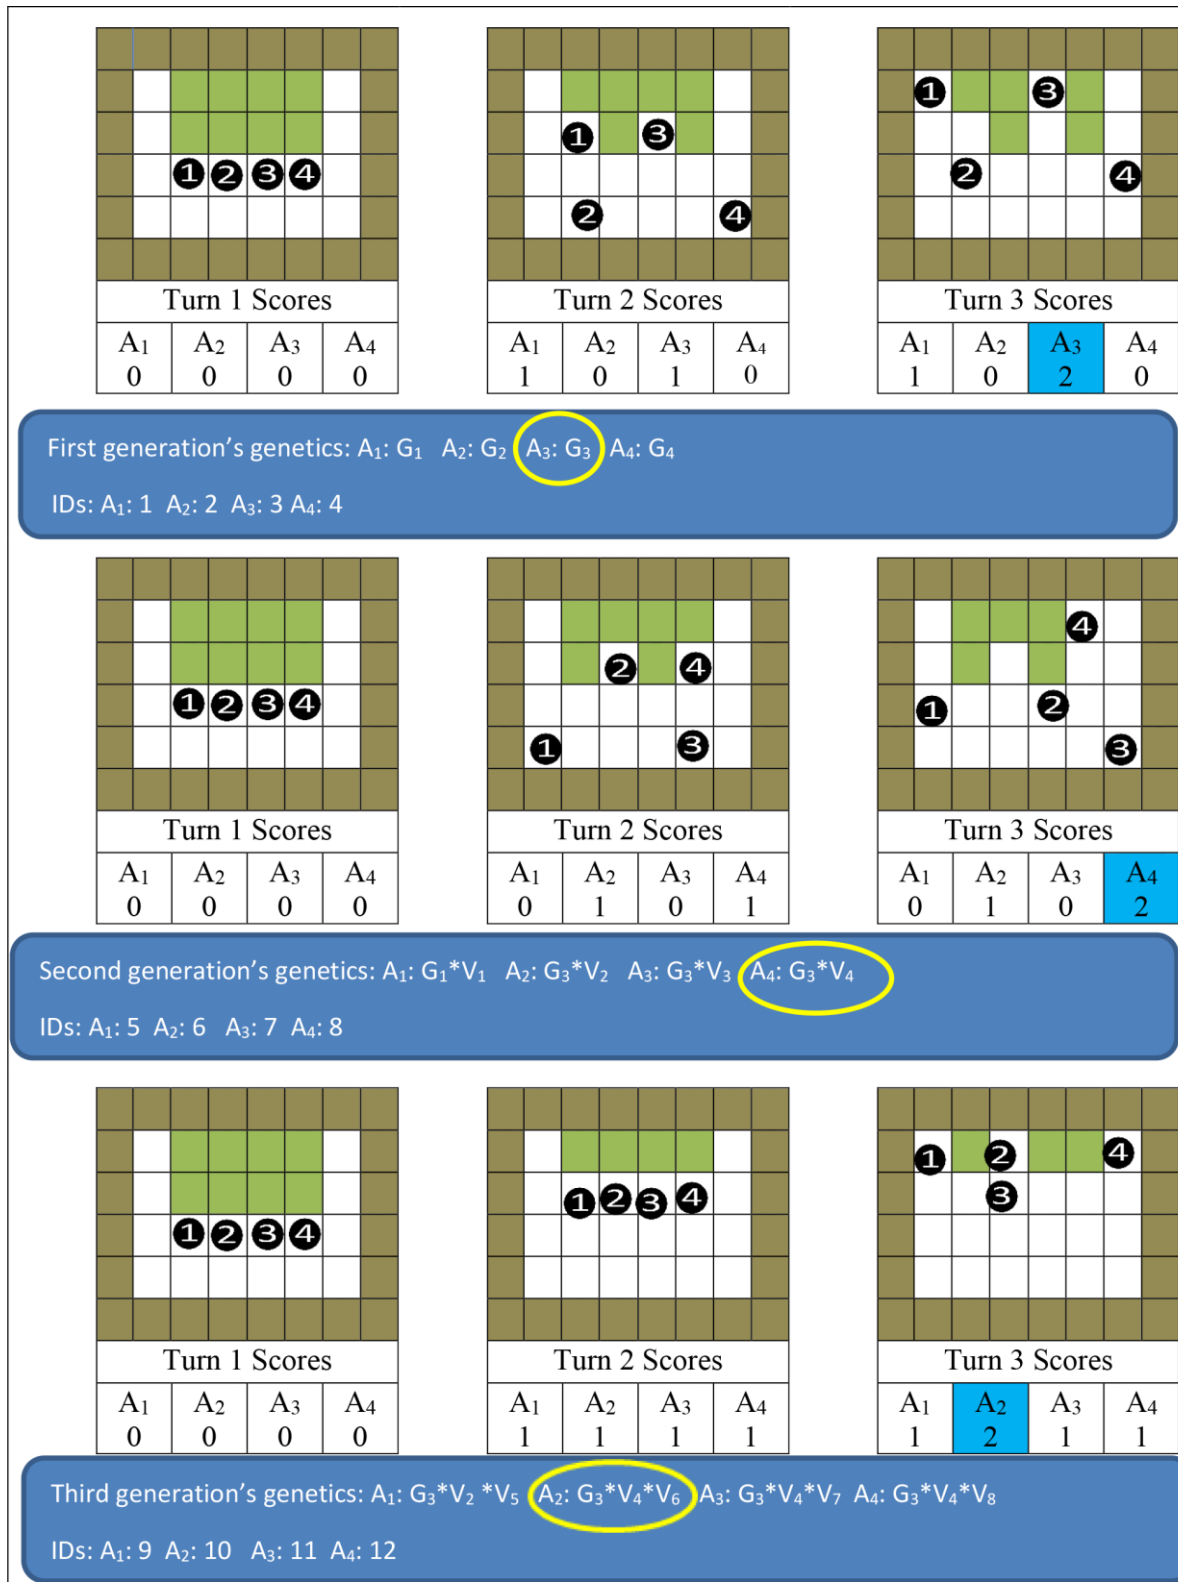 1 2 3 4
1 3
2 4
1 3
2 4
Turn 1 Scores Turn 2 Scores Turn 3 Scores
A₁ A₂ A₃ A₄ A₁ A₂ A₃ A₄ A₁ A₂ A₃ A₄
0 0 0 0 1 0 1 0 1 0 2 0
First generation's genetics: A₁: G₁ A₂: G₂ A₃: G₃ A₄: G₄
IDs: A₁: 1 A₂: 2 A₃: 3 A₄: 4
1 2 3 4
2 4
1 3
4
1 2
3
Turn 1 Scores Turn 2 Scores Turn 3 Scores
A₁ A₂ A₃ A₄ A₁ A₂ A₃ A₄ A₁ A₂ A₃ A₄
0 0 0 0 0 1 0 1 0 1 0 2
Second generation's genetics: A₁: G₁*V₁ A₂: G₃*V₂ A₃: G₃*V₃ A₄: G₃*V₄
IDs: A₁: 5 A₂: 6 A₃: 7 A₄: 8
1 2 3 4
1 2 3 4
1 2 4
3
Turn 1 Scores Turn 2 Scores Turn 3 Scores
A₁ A₂ A₃ A₄ A₁ A₂ A₃ A₄ A₁ A₂ A₃ A₄
0 0 0 0 1 1 1 1 1 2 1 1
Third generation's genetics: A₁: G₃*V₂ *V₅ A₂: G₃*V₄*V₆ A₃: G₃*V₄*V₇ A₄: G₃*V₄*V₈
IDs: A₁: 9 A₂: 10 A₃: 11 A₄: 12